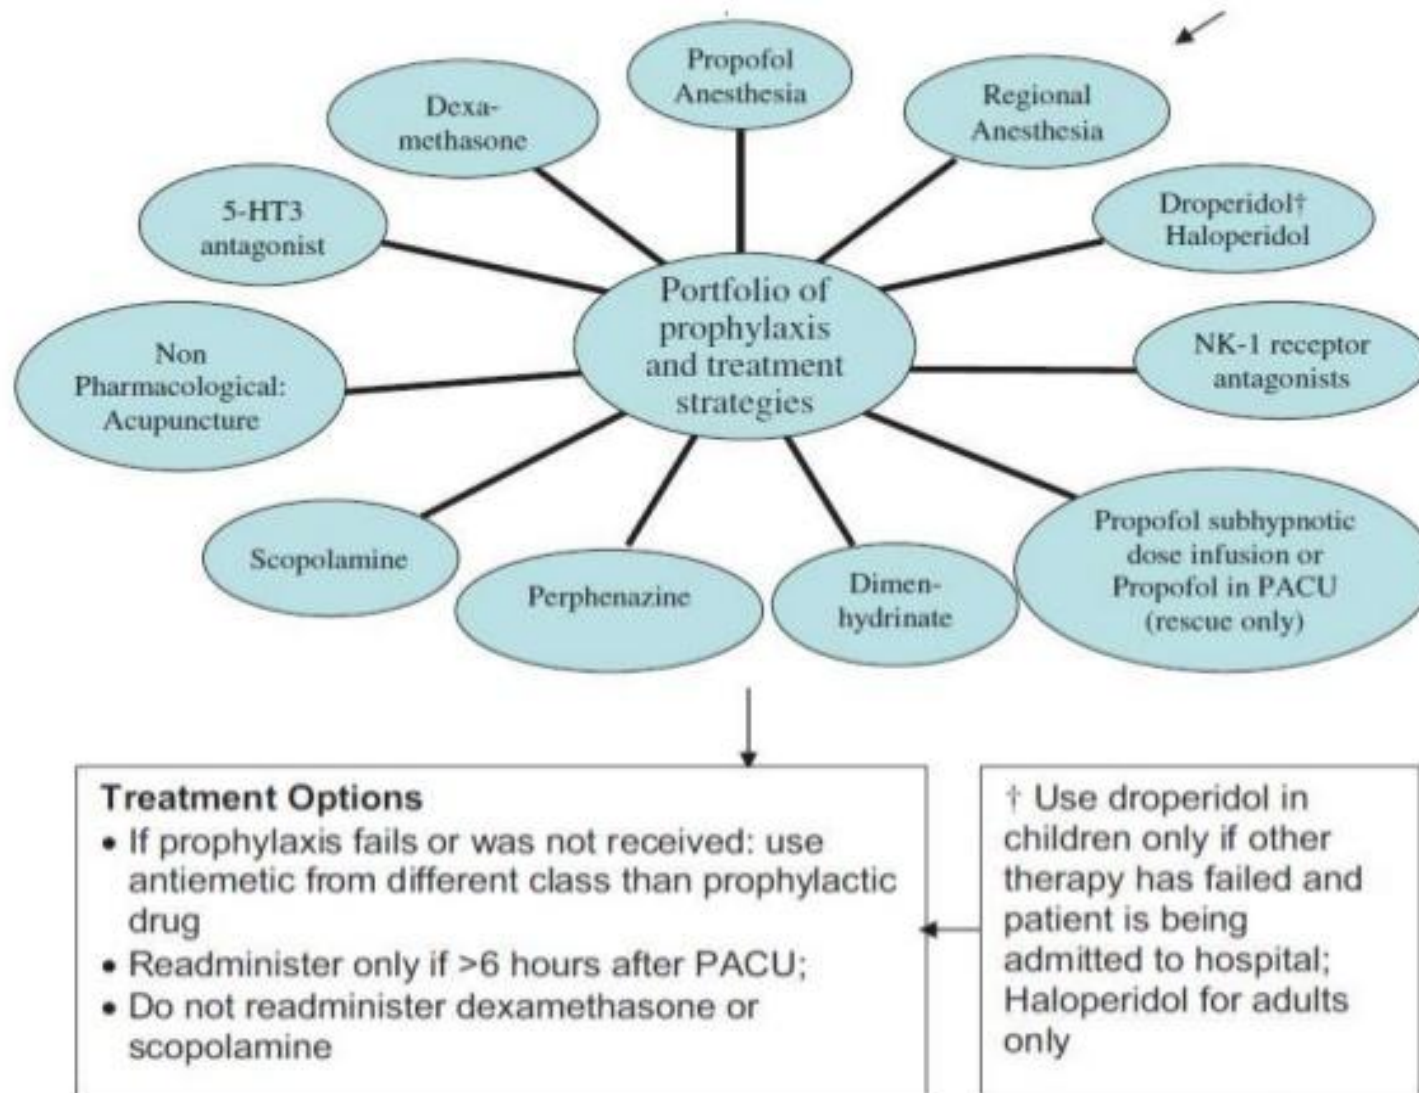 Propofol
Anesthesia
Dexa-
methasone
Regional
Anesthesia
5-HT3
antagonist
Droperidol†
Haloperidol
Portfolio of
prophylaxis
and treatment
strategies
Non
Pharmacological:
Acupuncture
NK-1 receptor
antagonists
Scopolamine
Perphenazine
Dimen-
hydrinate
Propofol subhypnotic
dose infusion or
Propofol in PACU
(rescue only)
Treatment Options
• If prophylaxis fails or was not received: use
antiemetic from different class than prophylactic
drug
• Readminister only if >6 hours after PACU;
• Do not readminister dexamethasone or
scopolamine
† Use droperidol in
children only if other
therapy has failed and
patient is being
admitted to hospital;
Haloperidol for adults
only